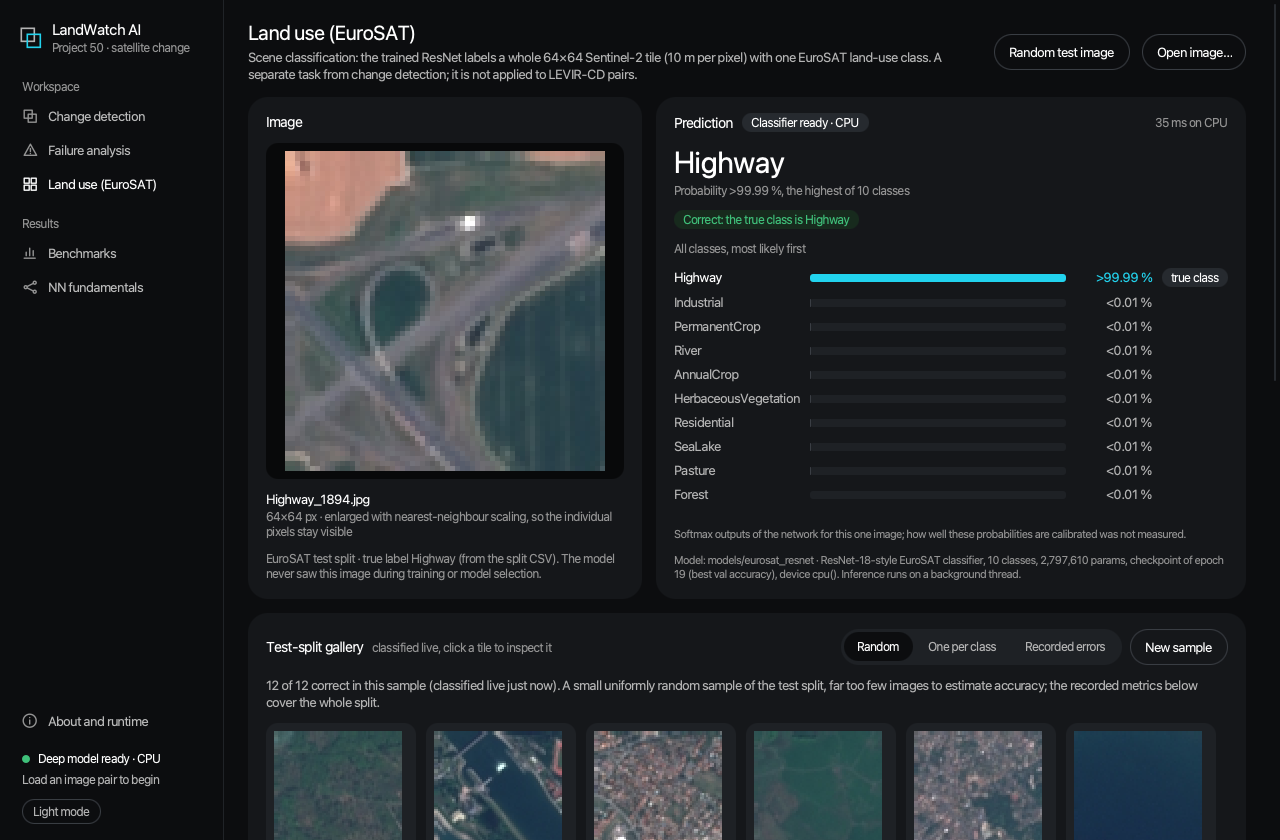 LandWatch AI
Project 50 · satellite change
Workspace
Change detection
Failure analysis
Land use (EuroSAT)
Results
Benchmarks
NN fundamentals
About and runtime
Deep model ready · CPU
Load an image pair to begin
Light mode
Land use (EuroSAT)
Scene classification: the trained ResNet labels a whole 64×64 Sentinel-2 tile (10 m per pixel) with one EuroSAT land-use class. A
separate task from change detection; it is not applied to LEVIR-CD pairs.
Random test image
Open image...
Image
Highway_1894.jpg
64×64 px · enlarged with nearest-neighbour scaling, so the individual
pixels stay visible
EuroSAT test split · true label Highway (from the split CSV). The model
never saw this image during training or model selection.
Prediction
Classifier ready · CPU
35 ms on CPU
Highway
Probability >99.99 %, the highest of 10 classes
Correct: the true class is Highway
All classes, most likely first
Highway >99.99 % true class
Industrial <0.01 %
PermanentCrop <0.01 %
River <0.01 %
AnnualCrop <0.01 %
HerbaceousVegetation <0.01 %
Residential <0.01 %
SeaLake <0.01 %
Pasture <0.01 %
Forest <0.01 %
Softmax outputs of the network for this one image; how well these probabilities are calibrated was not measured.
Model: models/eurosat_resnet · ResNet-18-style EuroSAT classifier, 10 classes, 2,797,610 params, checkpoint of epoch
19 (best val accuracy), device cpu(). Inference runs on a background thread.
Test-split gallery
classified live, click a tile to inspect it
Random
One per class
Recorded errors
New sample
12 of 12 correct in this sample (classified live just now). A small uniformly random sample of the test split, far too few images to estimate accuracy; the recorded metrics below
cover the whole split.